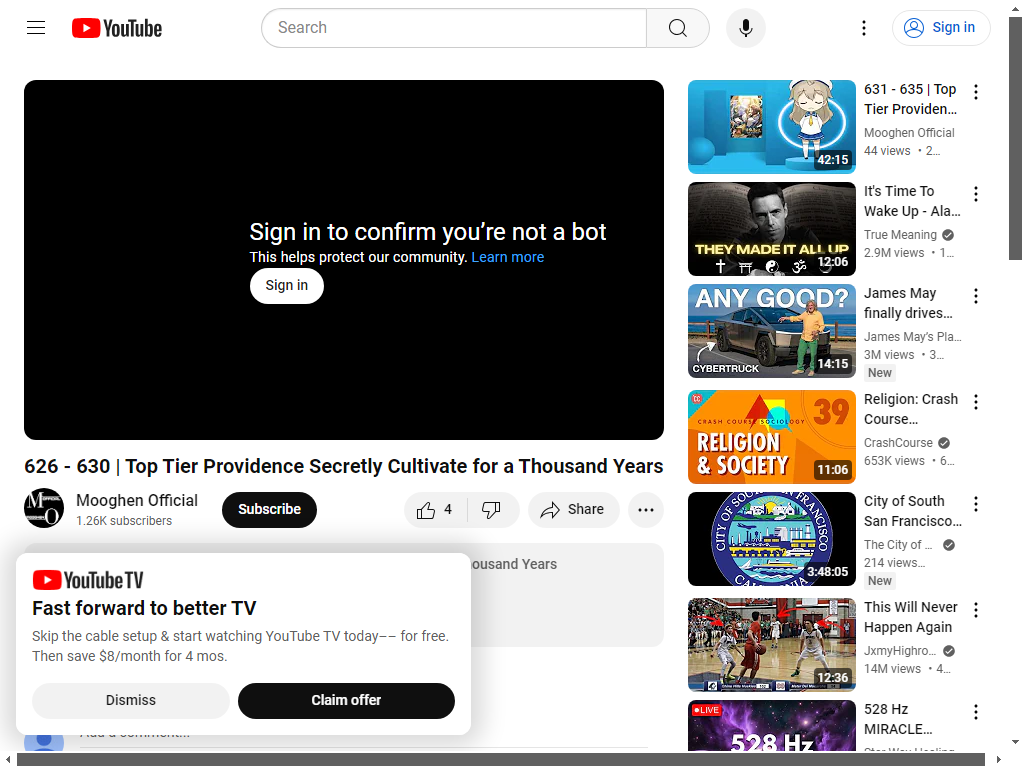 YouTube
Search
Sign in
Sign in to confirm you’re not a bot
This helps protect our community. Learn more
Sign in
626 - 630 | Top Tier Providence Secretly Cultivate for a Thousand Years
Mooghen Official
1.26K subscribers
Subscribe
4
Share
ousand Years
YouTube TV
Fast forward to better TV
Skip the cable setup & start watching YouTube TV today–– for free.
Then save $8/month for 4 mos.
Dismiss
Claim offer
Add a comment...
42:15
631 - 635 | Top
Tier Providen...
Mooghen Official
44 views • 2...
THEY MADE IT ALL UP
12:06
It's Time To
Wake Up - Ala...
True Meaning
2.9M views • 1...
ANY GOOD?
CYBERTRUCK
14:15
James May
finally drives...
James May's Pla...
3M views • 3...
New
CC
CRASH COURSE SOCIOLOGY
39
RELIGION
& SOCIETY
11:06
Religion: Crash
Course...
CrashCourse
653K views • 6...
CITY OF SOUTH SAN FRANCISCO
CALIFORNIA
3:48:05
City of South
San Francisco...
The City of ...
214 views...
New
12:36
This Will Never
Happen Again
JxmyHighro...
14M views • 4...
LIVE
528 Hz
528 Hz
MIRACLE...
Star Way Healing